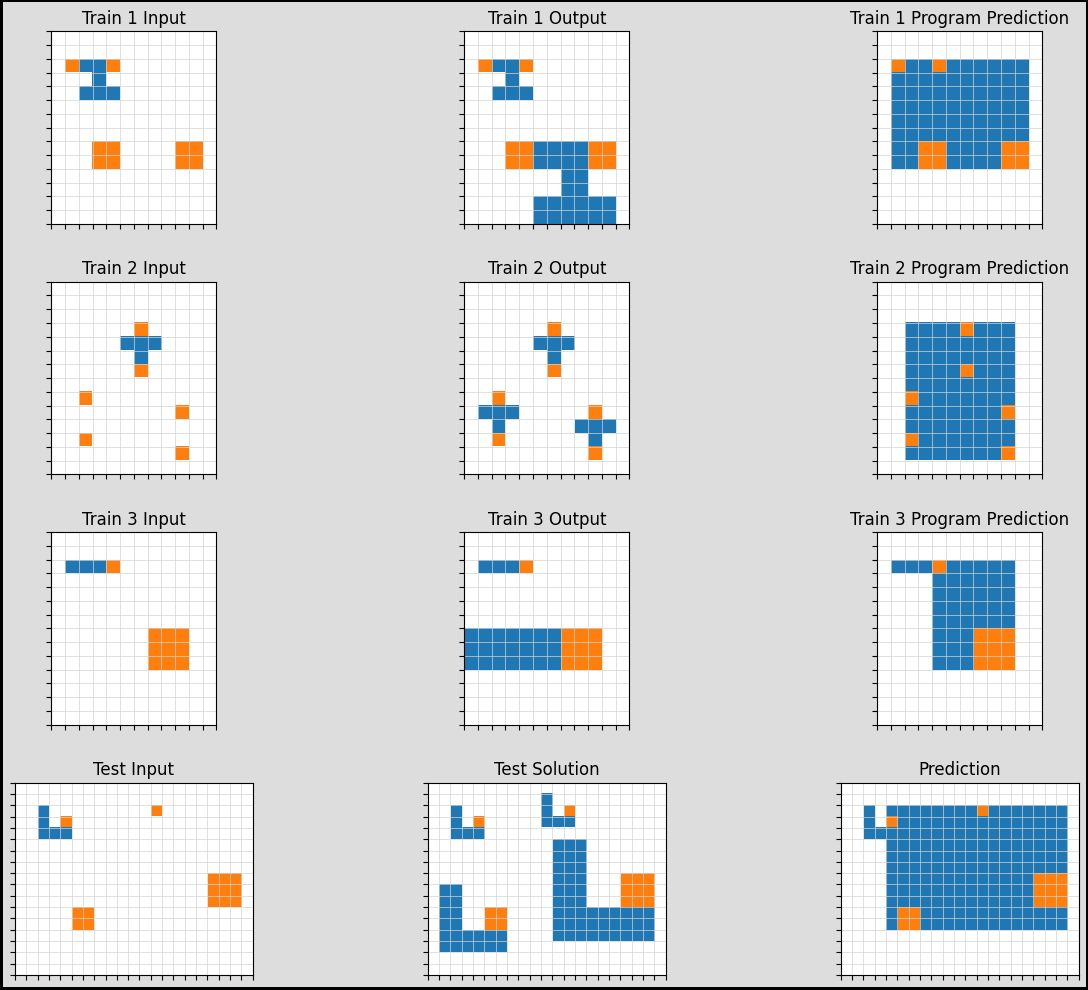 Train 1 Input
Train 1 Output
Train 1 Program Prediction
Train 2 Input
Train 2 Output
Train 2 Program Prediction
Train 3 Input
Train 3 Output
Train 3 Program Prediction
Test Input
Test Solution
Prediction